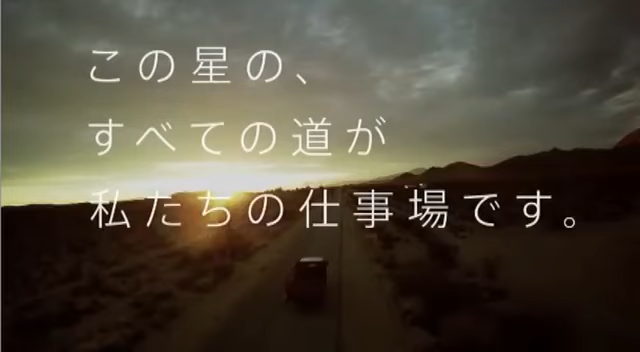 この星の、
すべての道が
私たちの仕事場です。